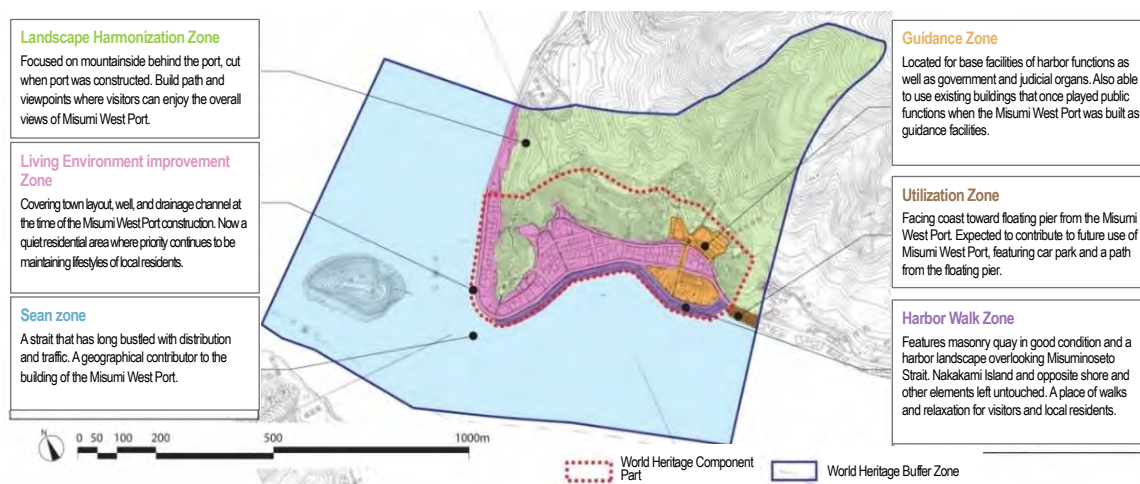 Landscape Harmonization Zone
Focused on mountainside behind the port, cut
when port was constructed. Build path and
viewpoints where visitors can enjoy the overall
views of Misumi West Port.
Living Environment improvement
Zone
Covering town layout, well, and drainage channel at
the time of the Misumi West Port construction. Now a
quiet residential area where priority continues to be
maintaining lifestyles of local residents.
Sean zone
A strait that has long bustled with distribution
and traffic. A geographical contributor to the
building of the Misumi West Port.
Guidance Zone
Located for base facilities of harbor functions as
well as government and judicial organs. Also able
to use existing buildings that once played public
functions when the Misumi West Port was built as
guidance facilities.
Utilization Zone
Facing coast toward floating pier from the Misumi
West Port. Expected to contribute to future use of
Misumi West Port, featuring car park and a path
from the floating pier.
Harbor Walk Zone
Features masonry quay in good condition and a
harbor landscape overlooking Misuminoseto
Strait. Nakakami Island and opposite shore and
other elements left untouched. A place of walks
and relaxation for visitors and local residents.
N
0 50 100 200 500 1000m
World Heritage Component
Part
World Heritage Buffer Zone